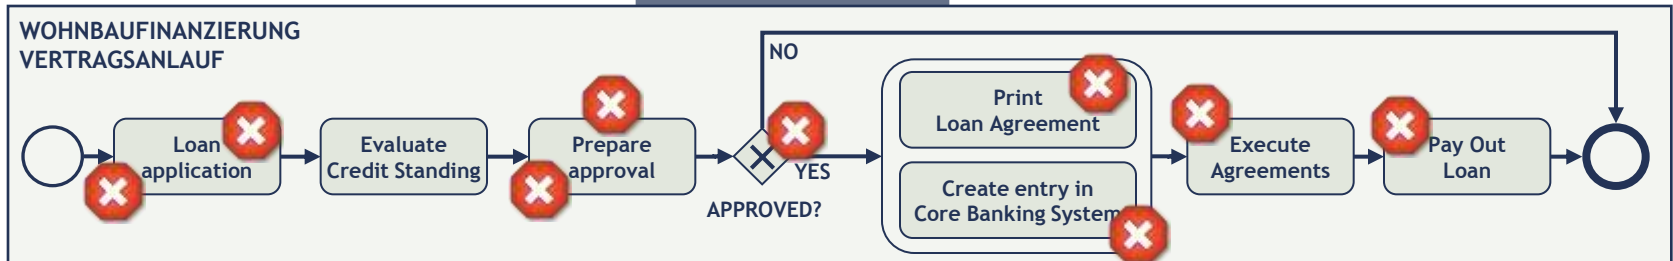 WOHNBAUFINANZIERUNG
VERTRAGSANLAUF
Loan
application
Evaluate
Credit Standing
Prepare
approval
APPROVED?
NO
YES
Print
Loan Agreement
Create entry in
Core Banking System
Execute
Agreements
Pay Out
Loan